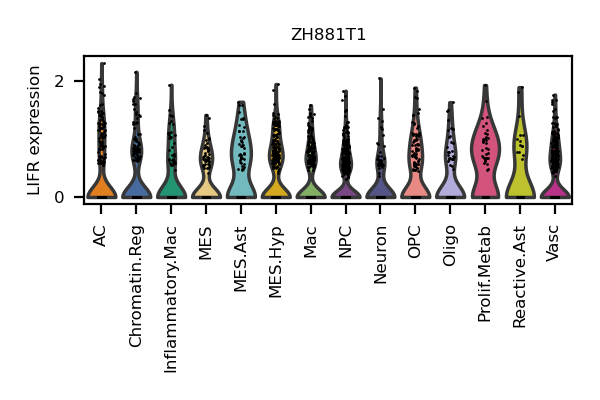 ZH881T1
LIFR expression
2
0
AC
Chromatin.Reg
Inflammatory.Mac
MES
MES.Ast
MES.Hyp
Mac
NPC
Neuron
OPC
Oligo
Prolif.Metab
Reactive.Ast
Vasc